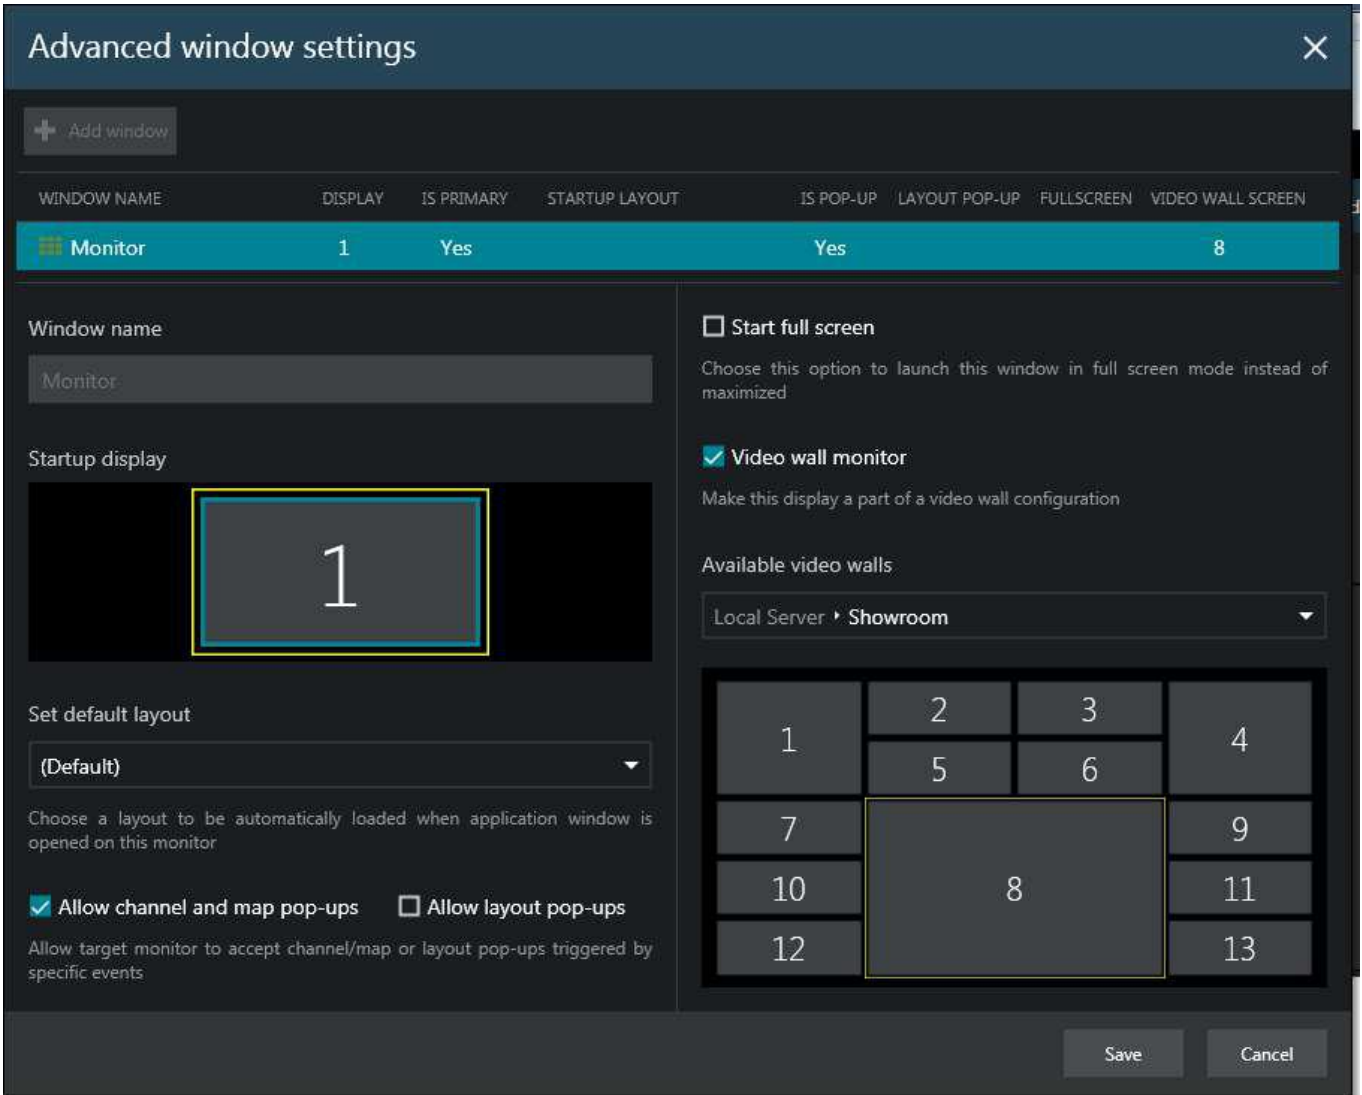 Advanced window settings
Add window
WINDOW NAME DISPLAY IS PRIMARY STARTUP LAYOUT IS POP-UP LAYOUT POP-UP FULLSCREEN VIDEO WALL SCREEN
Monitor 1 Yes Yes 8
Window name
Monitor
Startup display
1
Set default layout
(Default)
Choose a layout to be automatically loaded when application window is
opened on this monitor
Allow channel and map pop-ups Allow layout pop-ups
Allow target monitor to accept channel/map or layout pop-ups triggered by
specific events
Start full screen
Choose this option to launch this window in full screen mode instead of
maximized
Video wall monitor
Make this display a part of a video wall configuration
Available video walls
Local Server ‣ Showroom
1 2 3 4
5 6
7 8 9
10 11
12 13
Save Cancel